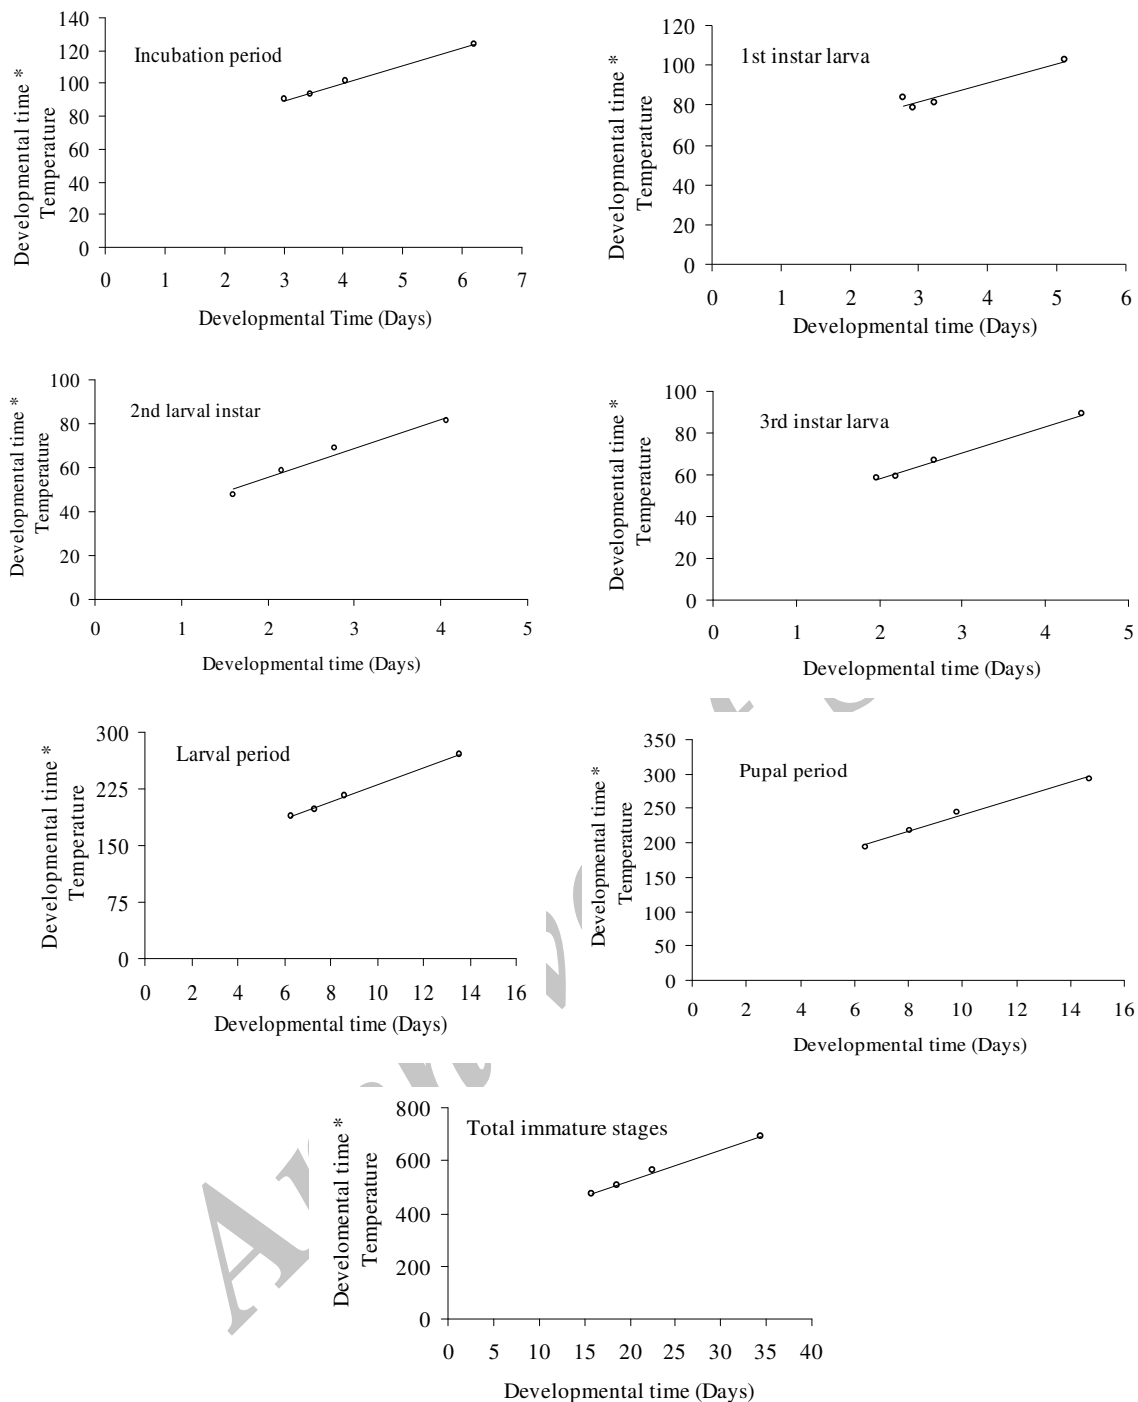 Incubation period
Developmental time *
Temperature
140
120
100
80
60
40
20
0
0 1 2 3 4 5 6 7
Developmental Time (Days)
1st instar larva
Developmental time *
Temperature
120
100
80
60
40
20
0
0 1 2 3 4 5 6
Developmental time (Days)
2nd larval instar
Developmental time *
Temperature
100
80
60
40
20
0
0 1 2 3 4 5
Developmental time (Days)
3rd instar larva
Developmental time *
Temperature
100
80
60
40
20
0
0 1 2 3 4 5
Developmental time (Days)
Larval period
Developmental time *
Temperature
300
225
150
75
0
0 2 4 6 8 10 12 14 16
Developmental time (Days)
Pupal period
Developmental time *
Temperature
350
300
250
200
150
100
50
0
0 2 4 6 8 10 12 14 16
Developmental time (Days)
Total immature stages
Develomental time *
Temperature
800
600
400
200
0
0 5 10 15 20 25 30 35 40
Developmental time (Days)